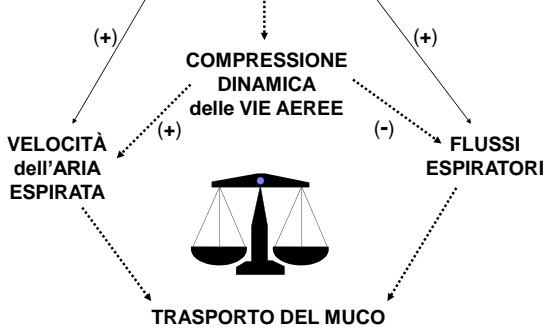 (+)
(+)
COMPRESSIONE
DINAMICA
delle VIE AEREE
(+)
(-)
VELOCITÀ
dell'ARIA
ESPIRATA
FLUSSI
ESPIRATORI
TRASPORTO DEL MUCO